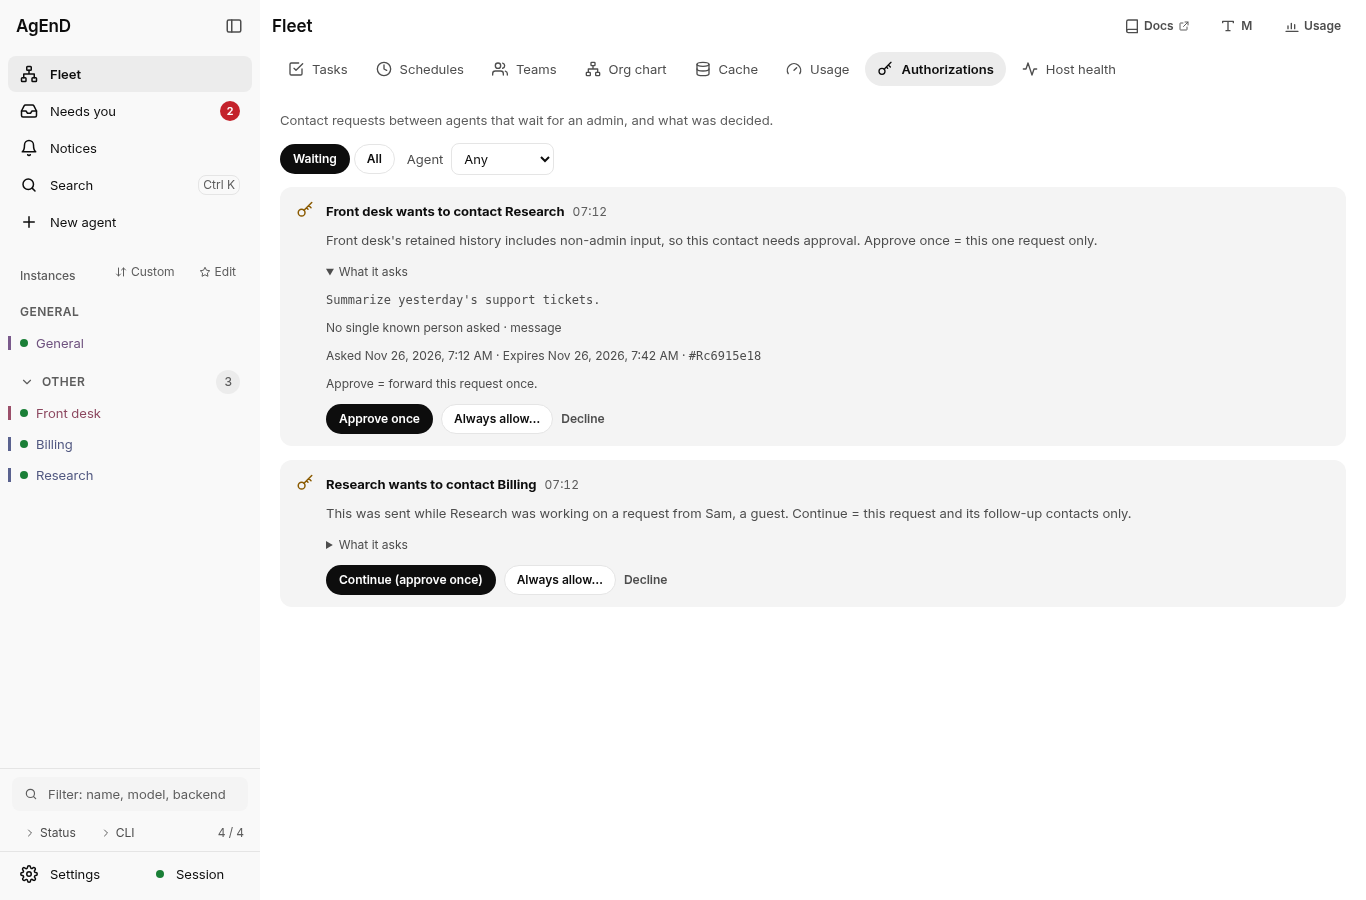 AgEnD
Fleet
Needs you
2
Notices
Search
Ctrl K
New agent
Instances
Custom
Edit
GENERAL
General
OTHER
3
Front desk
Billing
Research
Filter: name, model, backend
Status
CLI
4 / 4
Settings
Session
Fleet
Docs
M
Usage
Tasks
Schedules
Teams
Org chart
Cache
Usage
Authorizations
Host health
Contact requests between agents that wait for an admin, and what was decided.
Waiting
All
Agent
Any
Front desk wants to contact Research 07:12
Front desk's retained history includes non-admin input, so this contact needs approval. Approve once = this one request only.
What it asks
Summarize yesterday's support tickets.
No single known person asked · message
Asked Nov 26, 2026, 7:12 AM · Expires Nov 26, 2026, 7:42 AM · #Rc6915e18
Approve = forward this request once.
Approve once
Always allow...
Decline
Research wants to contact Billing 07:12
This was sent while Research was working on a request from Sam, a guest. Continue = this request and its follow-up contacts only.
What it asks
Continue (approve once)
Always allow...
Decline